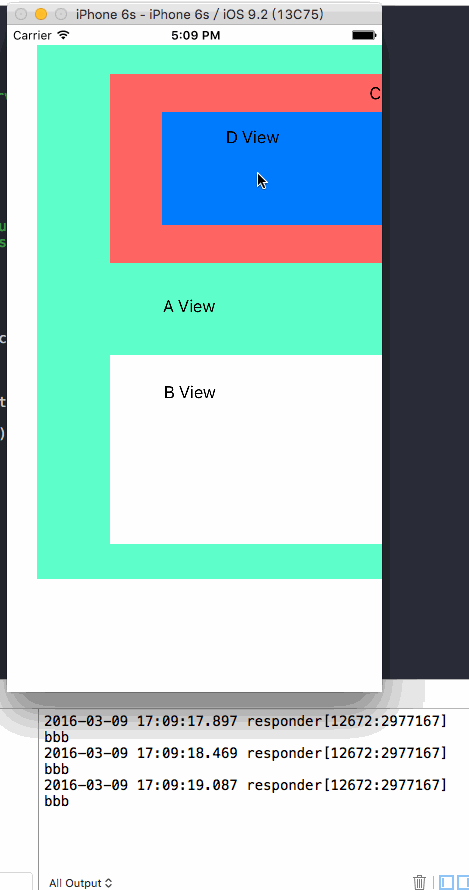 iPhone 6s - iPhone 6s / iOS 9.2 (13C75)
Carrier 5:09 PM
C
D View
A View
B View
2016-03-09 17:09:17.897 responder[12672:2977167]
bbb
2016-03-09 17:09:18.469 responder[12672:2977167]
bbb
2016-03-09 17:09:19.087 responder[12672:2977167]
bbb
All Output